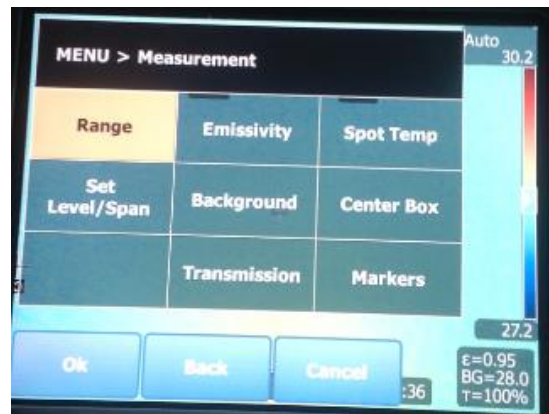 MENU > Measurement
Auto
30.2
Range
Emissivity
Spot Temp
Set
Level/Span
Background
Center Box
Transmission
Markers
27.2
Ok
Back
Cancel
:36
ε=0.95
BG=28.0
τ=100%